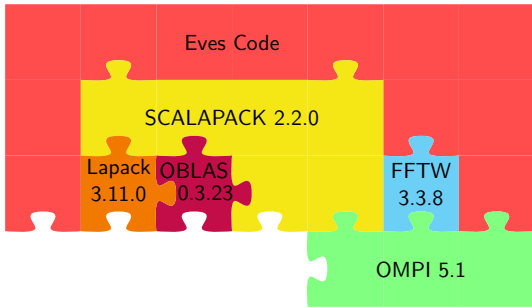 Eves Code
SCALAPACK 2.2.0
Lapack
3.11.0
OBLAS
0.3.23
FFTW
3.3.8
OMPI 5.1